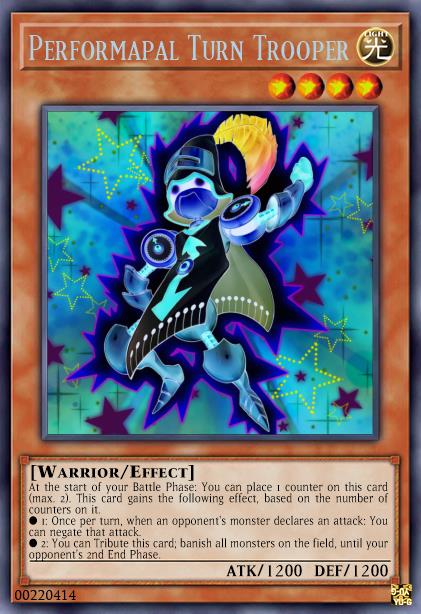 Performapal Turn Trooper
LIGHT
光
[Warrior/Effect]
At the start of your Battle Phase: You can place 1 counter on this card
(max. 2). This card gains the following effect, based on the number of
counters on it.
● 1: Once per turn, when an opponent's monster declares an attack: You
can negate that attack.
● 2: You can Tribute this card; banish all monsters on the field, until your
opponent's 2nd End Phase.
ATK/1200 DEF/1200
00220414